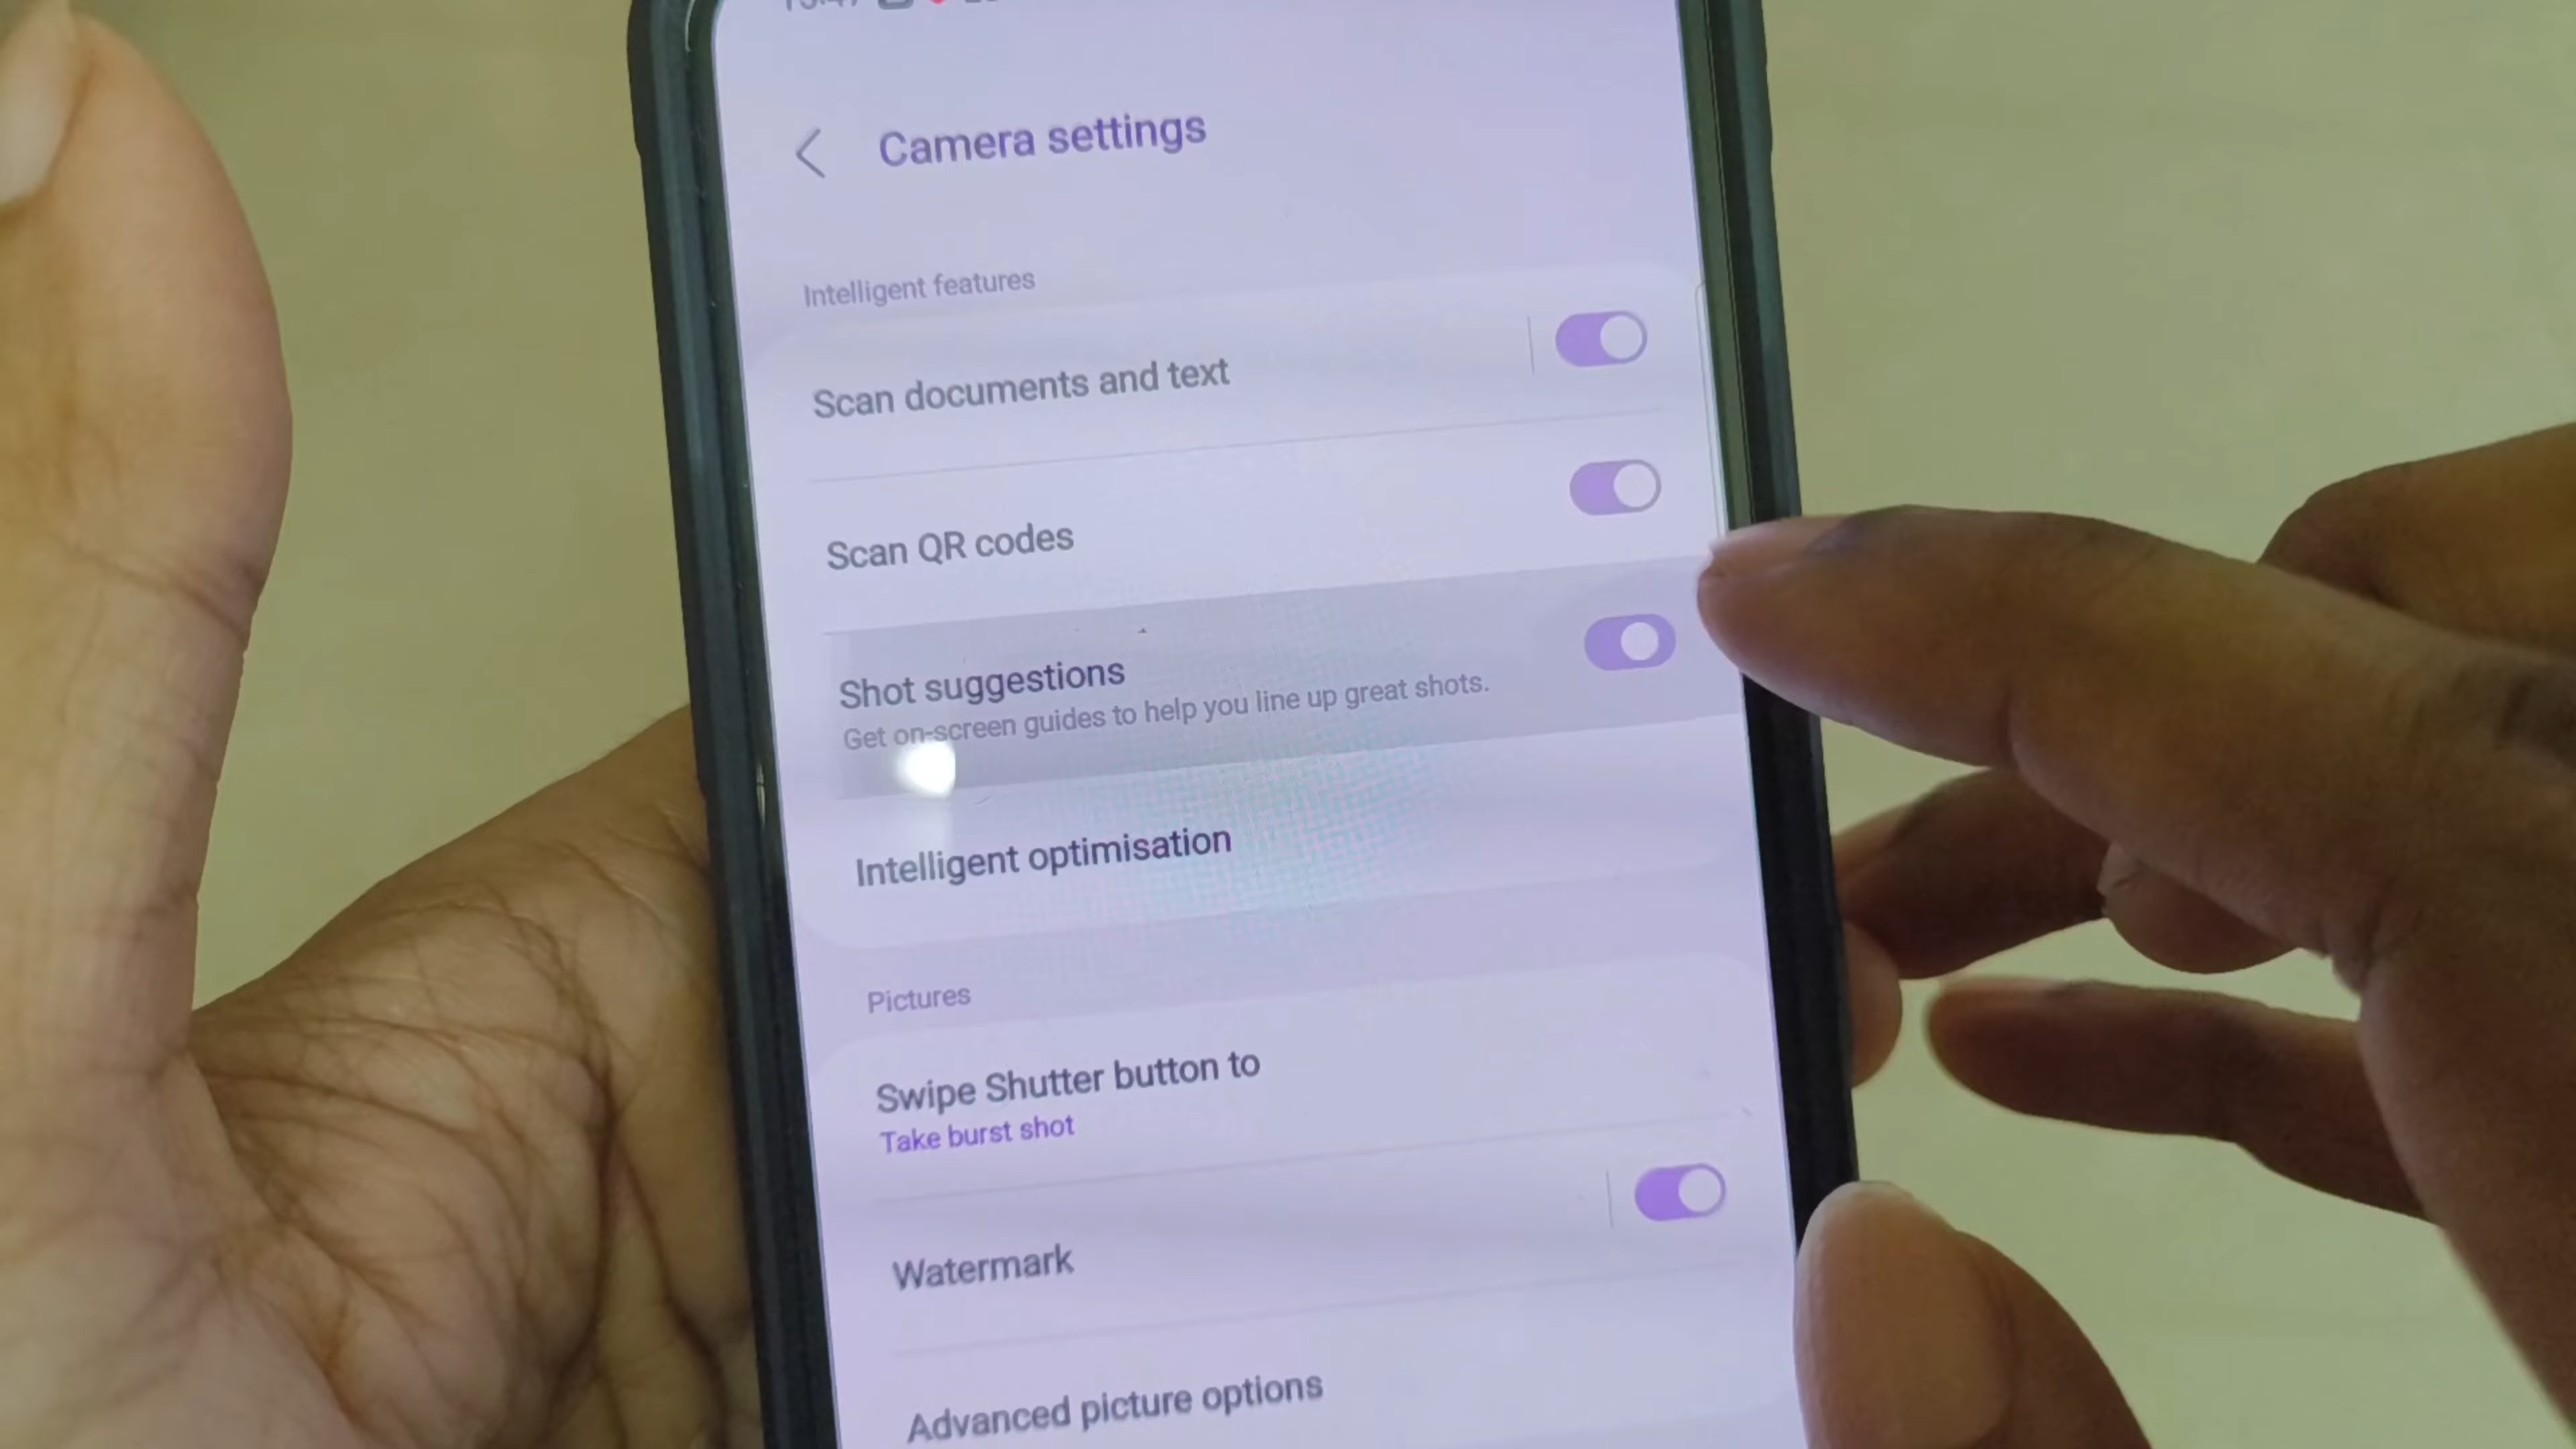 Camera settings
Intelligent features
Scan documents and text
Scan QR codes
Shot suggestions
Get on-screen guides to help you line up great shots.
Intelligent optimisation
Pictures
Swipe Shutter button to
Take burst shot
Watermark
Advanced picture options